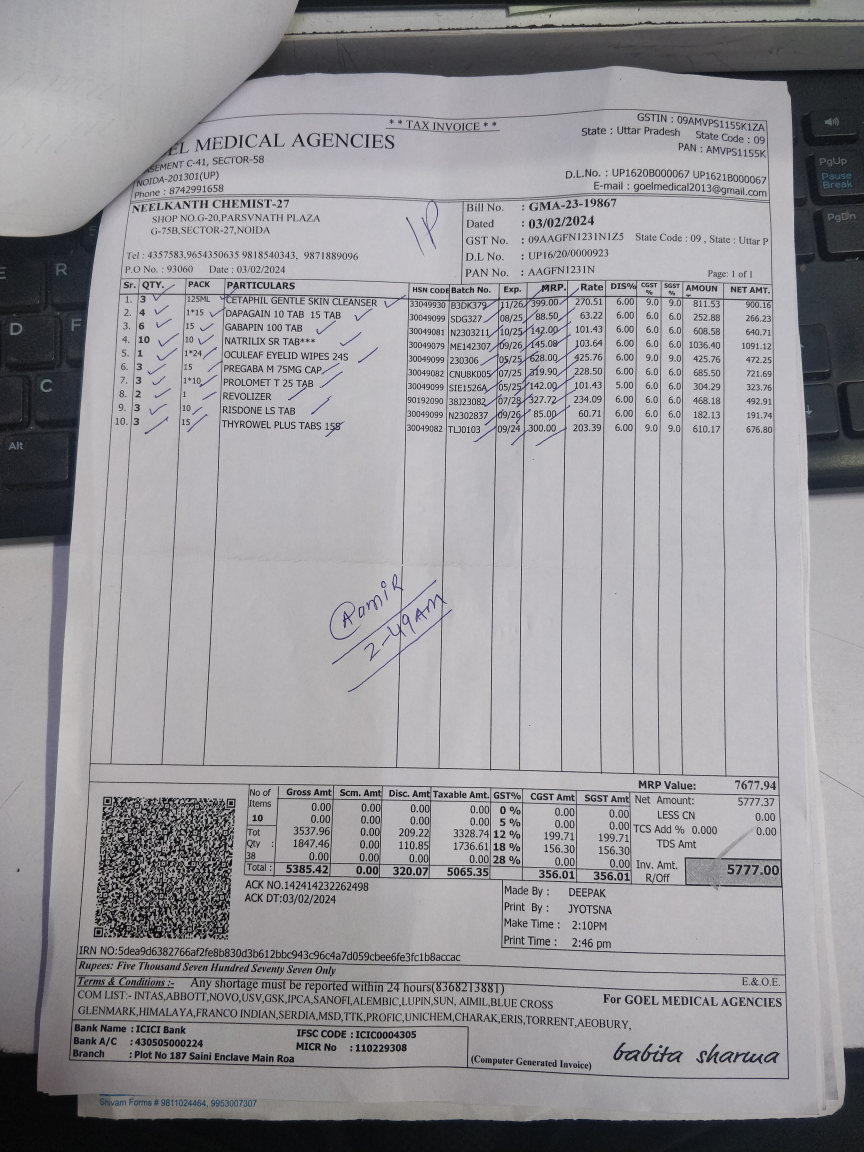 * * TAX INVOICE * *
GSTIN : 09AMVPS1155K1ZA
State : Uttar Pradesh State Code : 09
PAN : AMVPS1155K
EL MEDICAL AGENCIES
SEMENT C-41, SECTOR-58
NOIDA-201301(UP)
Phone : 8742991658
D.L.No. : UP1620B000067 UP1621B000067
E-mail : goelmedical2013@gmail.com
NEELKANTH CHEMIST-27
SHOP NO.G-20,PARSVNATH PLAZA
G-75B,SECTOR-27,NOIDA
Tel : 4357583,9654350635 9818540343, 9871889096
P.O No. : 93060 Date : 03/02/2024
IP
Bill No. : GMA-23-19867
Dated : 03/02/2024
GST No. : 09AAGFN1231N1Z5 State Code : 09 , State : Uttar P
D.L No. : UP16/20/0000923
PAN No. : AAGFN1231N
Page: 1 of 1
Sr. QTY. PACK PARTICULARS HSN CODE Batch No. Exp. MRP. Rate DIS% CGST % SGST % AMOUN NET AMT.
1. 3 125ML CETAPHIL GENTLE SKIN CLEANSER 33049930 B3DK379 11/26 399.00 270.51 6.00 9.0 9.0 811.53 900.16
2. 4 1*15 DAPAGAIN 10 TAB 15 TAB 30049099 SDG327 08/25 88.50 63.22 6.00 6.0 6.0 252.88 266.23
3. 6 15 GABAPIN 100 TAB 30049081 N2303211 10/25 142.00 101.43 6.00 6.0 6.0 608.58 640.71
4. 10 10 NATRILIX SR TAB*** 30049079 ME142307 09/26 145.08 103.64 6.00 6.0 6.0 1036.40 1091.12
5. 1 1*24 OCULEAF EYELID WIPES 24S 30049099 230306 05/25 628.00 425.76 6.00 9.0 9.0 425.76 472.25
6. 3 15 PREGABA M 75MG CAP 30049082 CNU8K005 07/25 319.90 228.50 6.00 6.0 6.0 685.50 721.69
7. 3 1*10 PROLOMET T 25 TAB 30049099 SIE1526A 05/25 142.00 101.43 5.00 6.0 6.0 304.29 323.76
8. 2 1 REVOLIZER 90192090 38J23082 07/28 327.72 234.09 6.00 6.0 6.0 468.18 492.91
9. 3 10 RISDONE LS TAB 30049099 N2302837 09/26 85.00 60.71 6.00 6.0 6.0 182.13 191.74
10. 3 15 THYROWEL PLUS TABS 15S 30049082 TLJ0103 09/24 300.00 203.39 6.00 9.0 9.0 610.17 676.80
@amiR
2-49AM
No of Items Gross Amt Scm. Amt Disc. Amt Taxable Amt. GST% CGST Amt SGST Amt
0.00 0.00 0.00 0.00 0 % 0.00 0.00
10 0.00 0.00 0.00 0.00 5 % 0.00 0.00
Tot 3537.96 0.00 209.22 3328.74 12 % 199.71 199.71
Qty : 1847.46 0.00 110.85 1736.61 18 % 156.30 156.30
38 0.00 0.00 0.00 0.00 28 % 0.00 0.00
Total : 5385.42 0.00 320.07 5065.35 356.01 356.01
MRP Value: 7677.94
Net Amount: 5777.37
LESS CN 0.00
TCS Add % 0.000 0.00
TDS Amt
Inv. Amt. 5777.00
R/Off
ACK NO.142414232262498
ACK DT:03/02/2024
Made By : DEEPAK
Print By : JYOTSNA
Make Time : 2:10PM
Print Time : 2:46 pm
IRN NO:5dea9d6382766af2fe8b830d3b612bbc943c96c4a7d059cbee6fe3fc1b8accac
Rupees: Five Thousand Seven Hundred Seventy Seven Only
E.& O.E.
Terms & Conditions :- Any shortage must be reported within 24 hours(8368213881)
COM LIST:- INTAS,ABBOTT,NOVO,USV,GSK,IPCA,SANOFI,ALEMBIC,LUPIN,SUN, AIMIL,BLUE CROSS
GLENMARK,HIMALAYA,FRANCO INDIAN,SERDIA,MSD,TTK,PROFIC,UNICHEM,CHARAK,ERIS,TORRENT,AEOBURY,
For GOEL MEDICAL AGENCIES
Bank Name : ICICI Bank IFSC CODE : ICIC0004305
Bank A/C : 430505000224 MICR No : 110229308
Branch : Plot No 187 Saini Enclave Main Roa
(Computer Generated Invoice)
babita sharma
Shivam Forms # 9811024464, 9953007307
PgUp
Pause
Break
PgDn
E
R
D
F
C
Alt